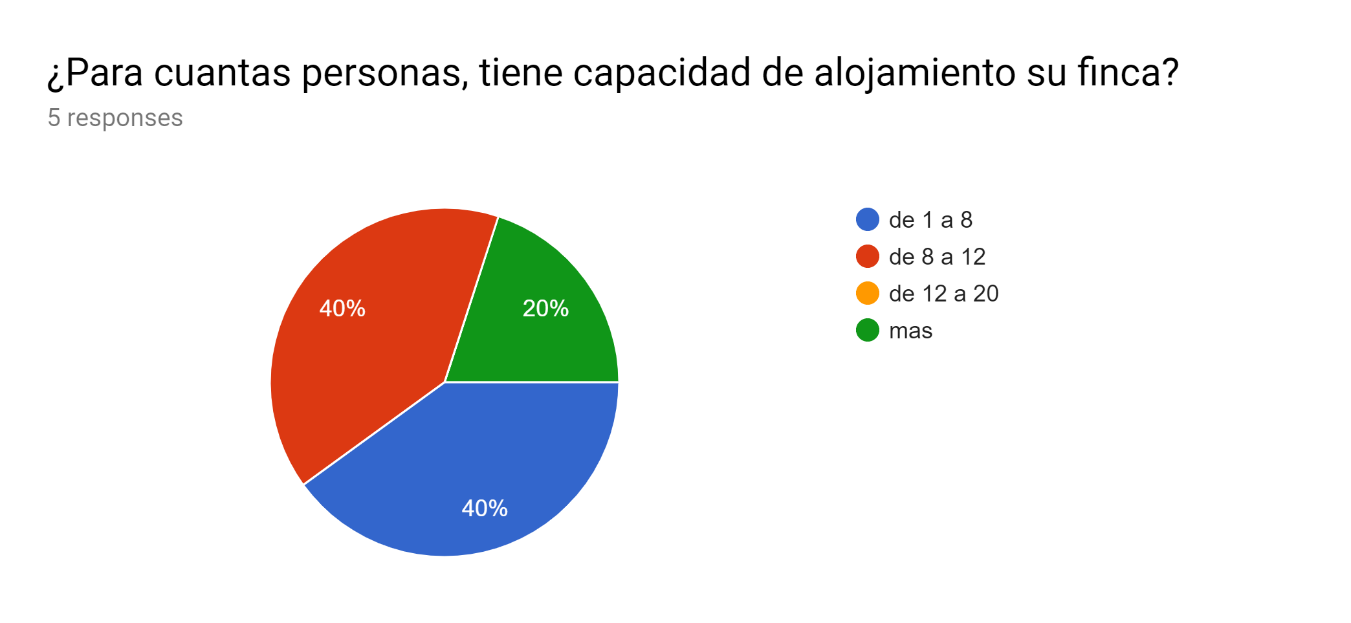 ¿Para cuantas personas, tiene capacidad de alojamiento su finca?
5 responses
de 1 a 8
de 8 a 12
de 12 a 20
mas
40%
20%
40%